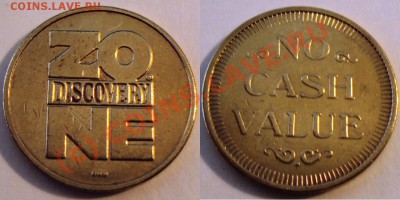 COINS.LAVE.RU
ZO
DISCOVERY
NE
NO
CASH
VALUE